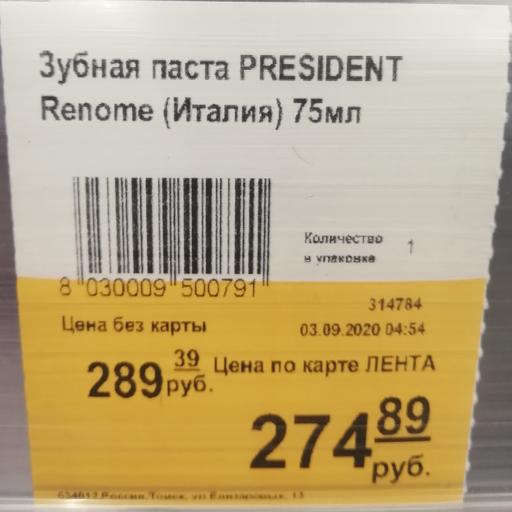 Зубная паста PRESIDENT
Renome (Италия) 75мл
Количество
в упаковке 1
8 030009 500791
314784
Цена без карты
03.09.2020 04:54
289 39 руб.
Цена по карте ЛЕНТА
274 89 руб.
634012,Россия,Томск, ул.Елизаровых, 13